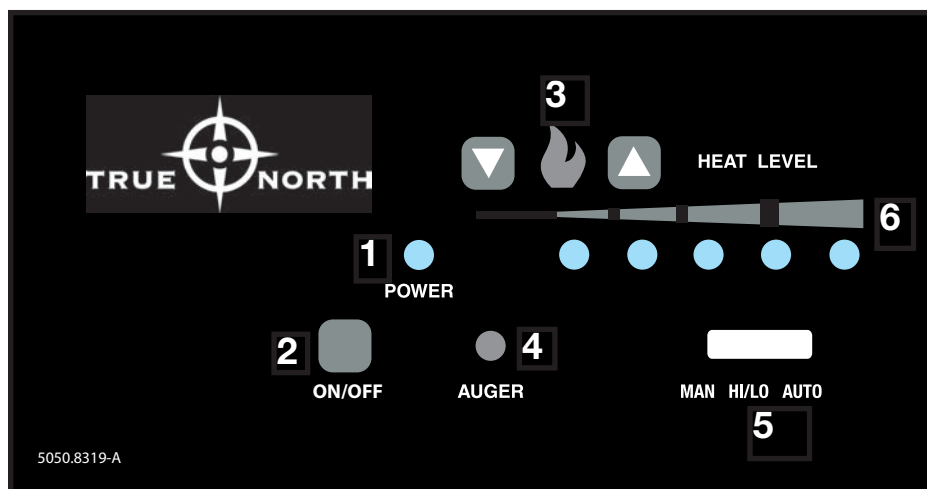 3
TRUE NORTH
HEAT LEVEL
6
1
POWER
2
4
ON/OFF
AUGER
MAN HI/LO AUTO
5
5050.8319-A